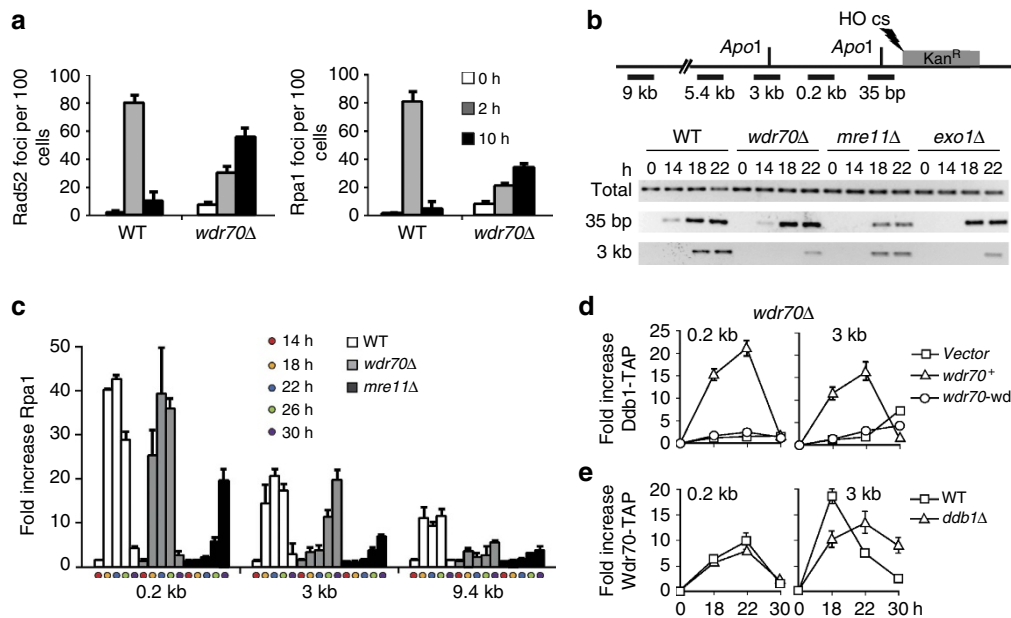 a
Rad52 foci per 100
cells
100
80
60
40
20
0
WT
wdr70Δ
Rpa1 foci per 100
cells
100
80
60
40
20
0
WT
wdr70Δ
0 h
2 h
10 h
b
HO cs
Apo1
Apo1
Kan^R
9 kb
5.4 kb
3 kb
0.2 kb
35 bp
WT
wdr70Δ
mre11Δ
exo1Δ
h
0 14 18 22 0 14 18 22 0 14 18 22 0 14 18 22
Total
35 bp
3 kb
c
Fold increase Rpa1
50
40
30
20
10
0
14 h
18 h
22 h
26 h
30 h
WT
wdr70Δ
mre11Δ
0.2 kb
3 kb
9.4 kb
d
wdr70Δ
Fold increase
Ddb1-TAP
25
20
15
10
5
0
0.2 kb
3 kb
Vector
wdr70⁺
wdr70-wd
e
Fold increase
Wdr70-TAP
20
15
10
5
0
0.2 kb
3 kb
WT
ddb1Δ
0 18 22 30
0 18 22 30 h